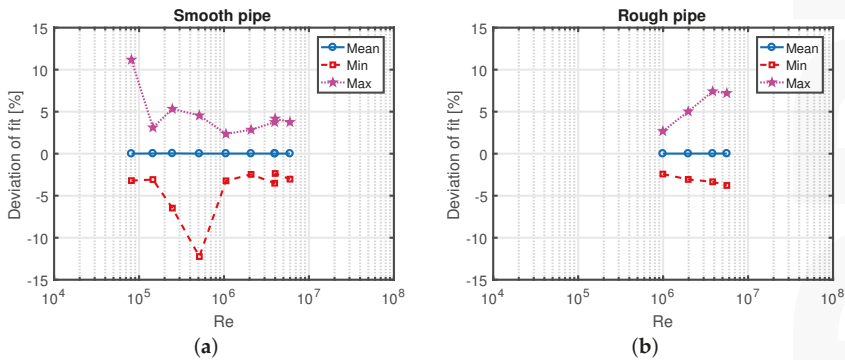 Smooth pipe
15
10
5
0
-5
-10
-15
Deviation of fit [%]
Mean
Min
Max
10^4
10^5
10^6
10^7
10^8
Re
(a)
Rough pipe
15
10
5
0
-5
-10
-15
Deviation of fit [%]
Mean
Min
Max
10^4
10^5
10^6
10^7
10^8
Re
(b)